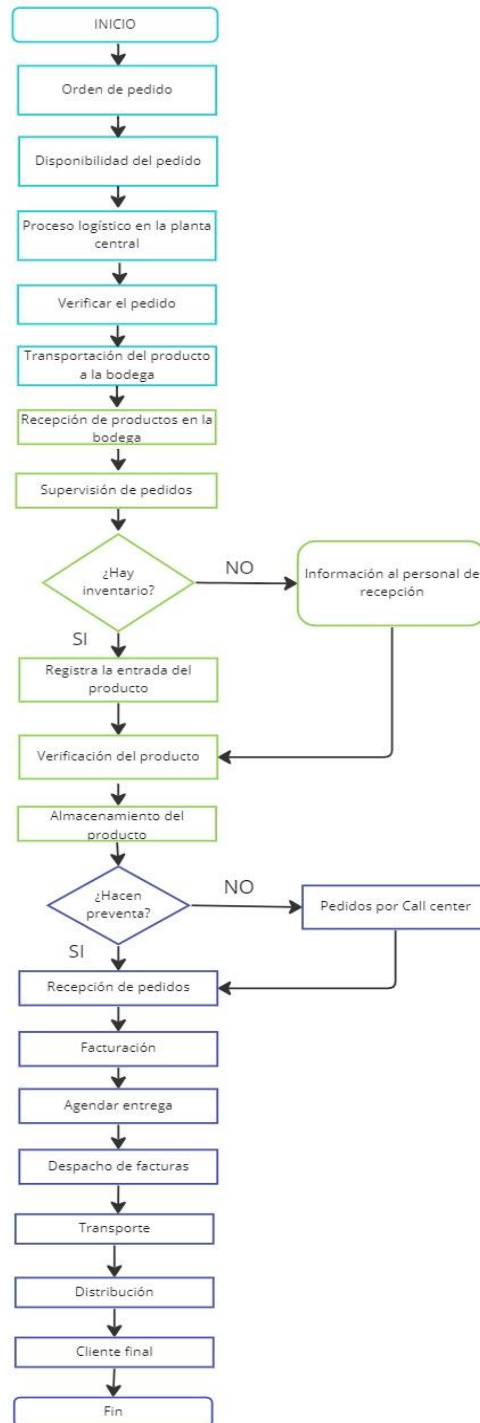 INICIO
Orden de pedido
Disponibilidad del pedido
Proceso logístico en la planta
central
Verificar el pedido
Transportación del producto
a la bodega
Recepción de productos en la
bodega
Supervisión de pedidos
¿Hay
inventario?
NO
Información al personal de
recepción
SI
Registra la entrada del
producto
Verificación del producto
Almacenamiento del
producto
¿Hacen
preventa?
NO
Pedidos por Call center
SI
Recepción de pedidos
Facturación
Agendar entrega
Despacho de facturas
Transporte
Distribución
Cliente final
Fin